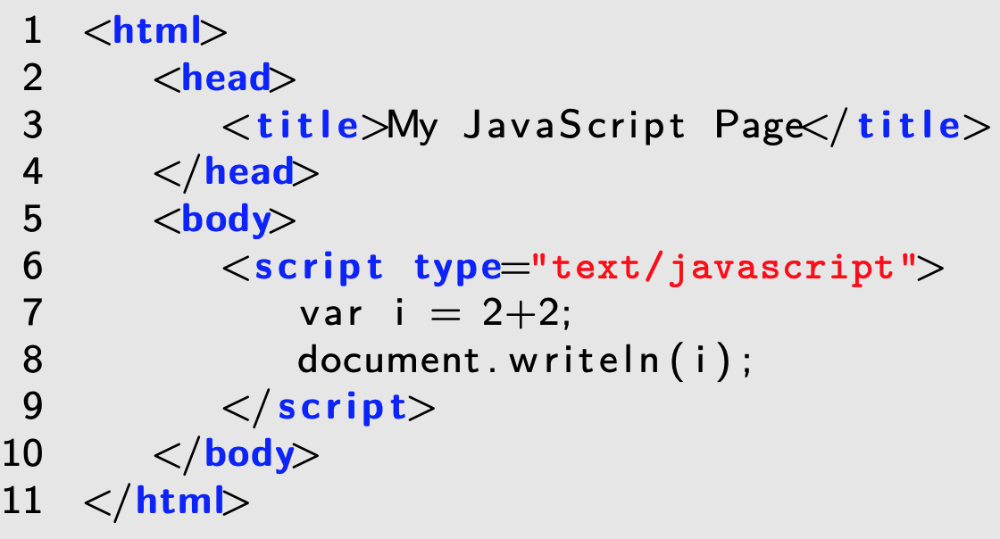 1 <html>
2 <head>
3 <title>My JavaScript Page</title>
4 </head>
5 <body>
6 <script type="text/javascript">
7 var i = 2+2;
8 document.writeln(i);
9 </script>
10 </body>
11 </html>